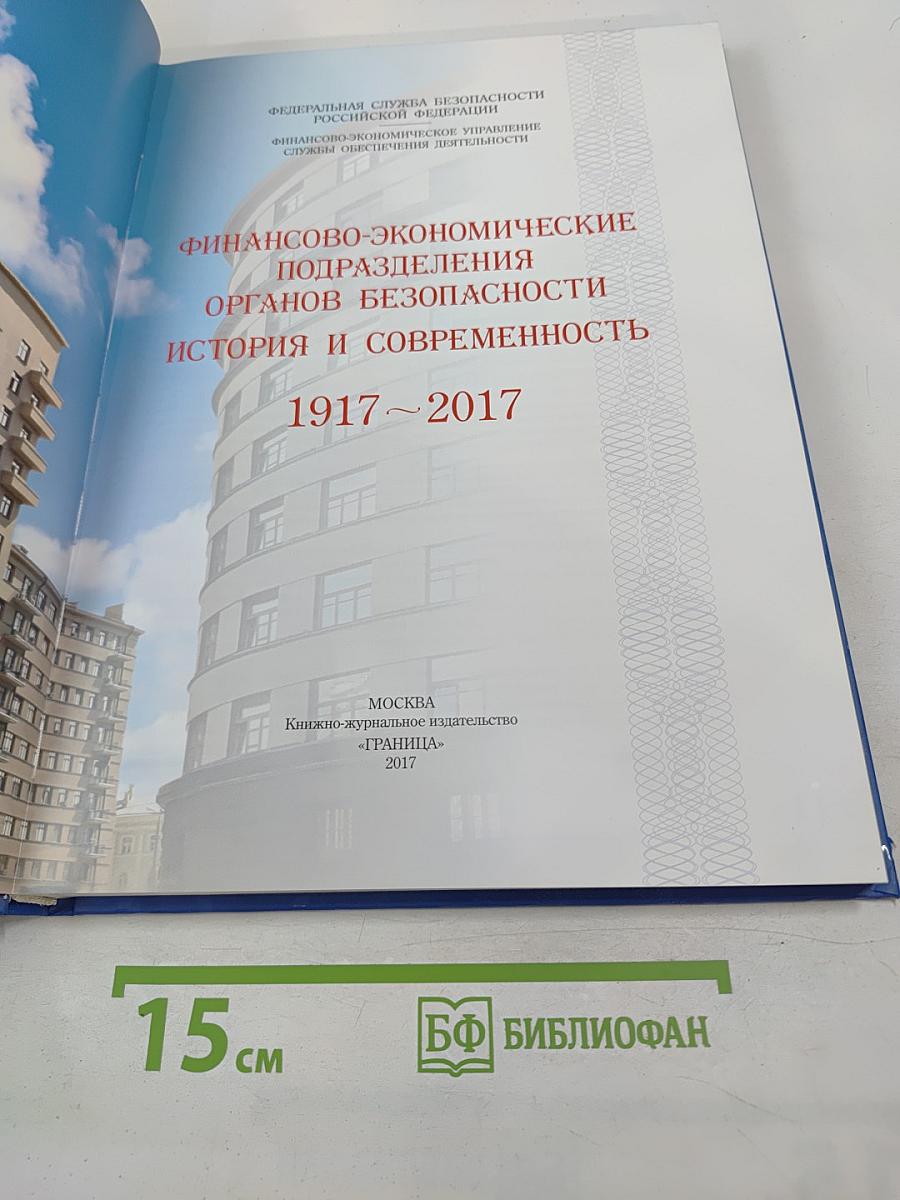 ФЕДЕРАЛЬНАЯ СЛУЖБА БЕЗОПАСНОСТИ
РОССИЙСКОЙ ФЕДЕРАЦИИ
ФИНАНСОВО-ЭКОНОМИЧЕСКОЕ УПРАВЛЕНИЕ
СЛУЖБЫ ОБЕСПЕЧЕНИЯ ДЕЯТЕЛЬНОСТИ
ФИНАНСОВО-ЭКОНОМИЧЕСКИЕ
ПОДРАЗДЕЛЕНИЯ
ОРГАНОВ БЕЗОПАСНОСТИ
ИСТОРИЯ И СОВРЕМЕННОСТЬ
1917~2017
МОСКВА
Книжно-журнальное издательство
«ГРАНИЦА»
2017
15 см
БФ БИБЛИОФАН